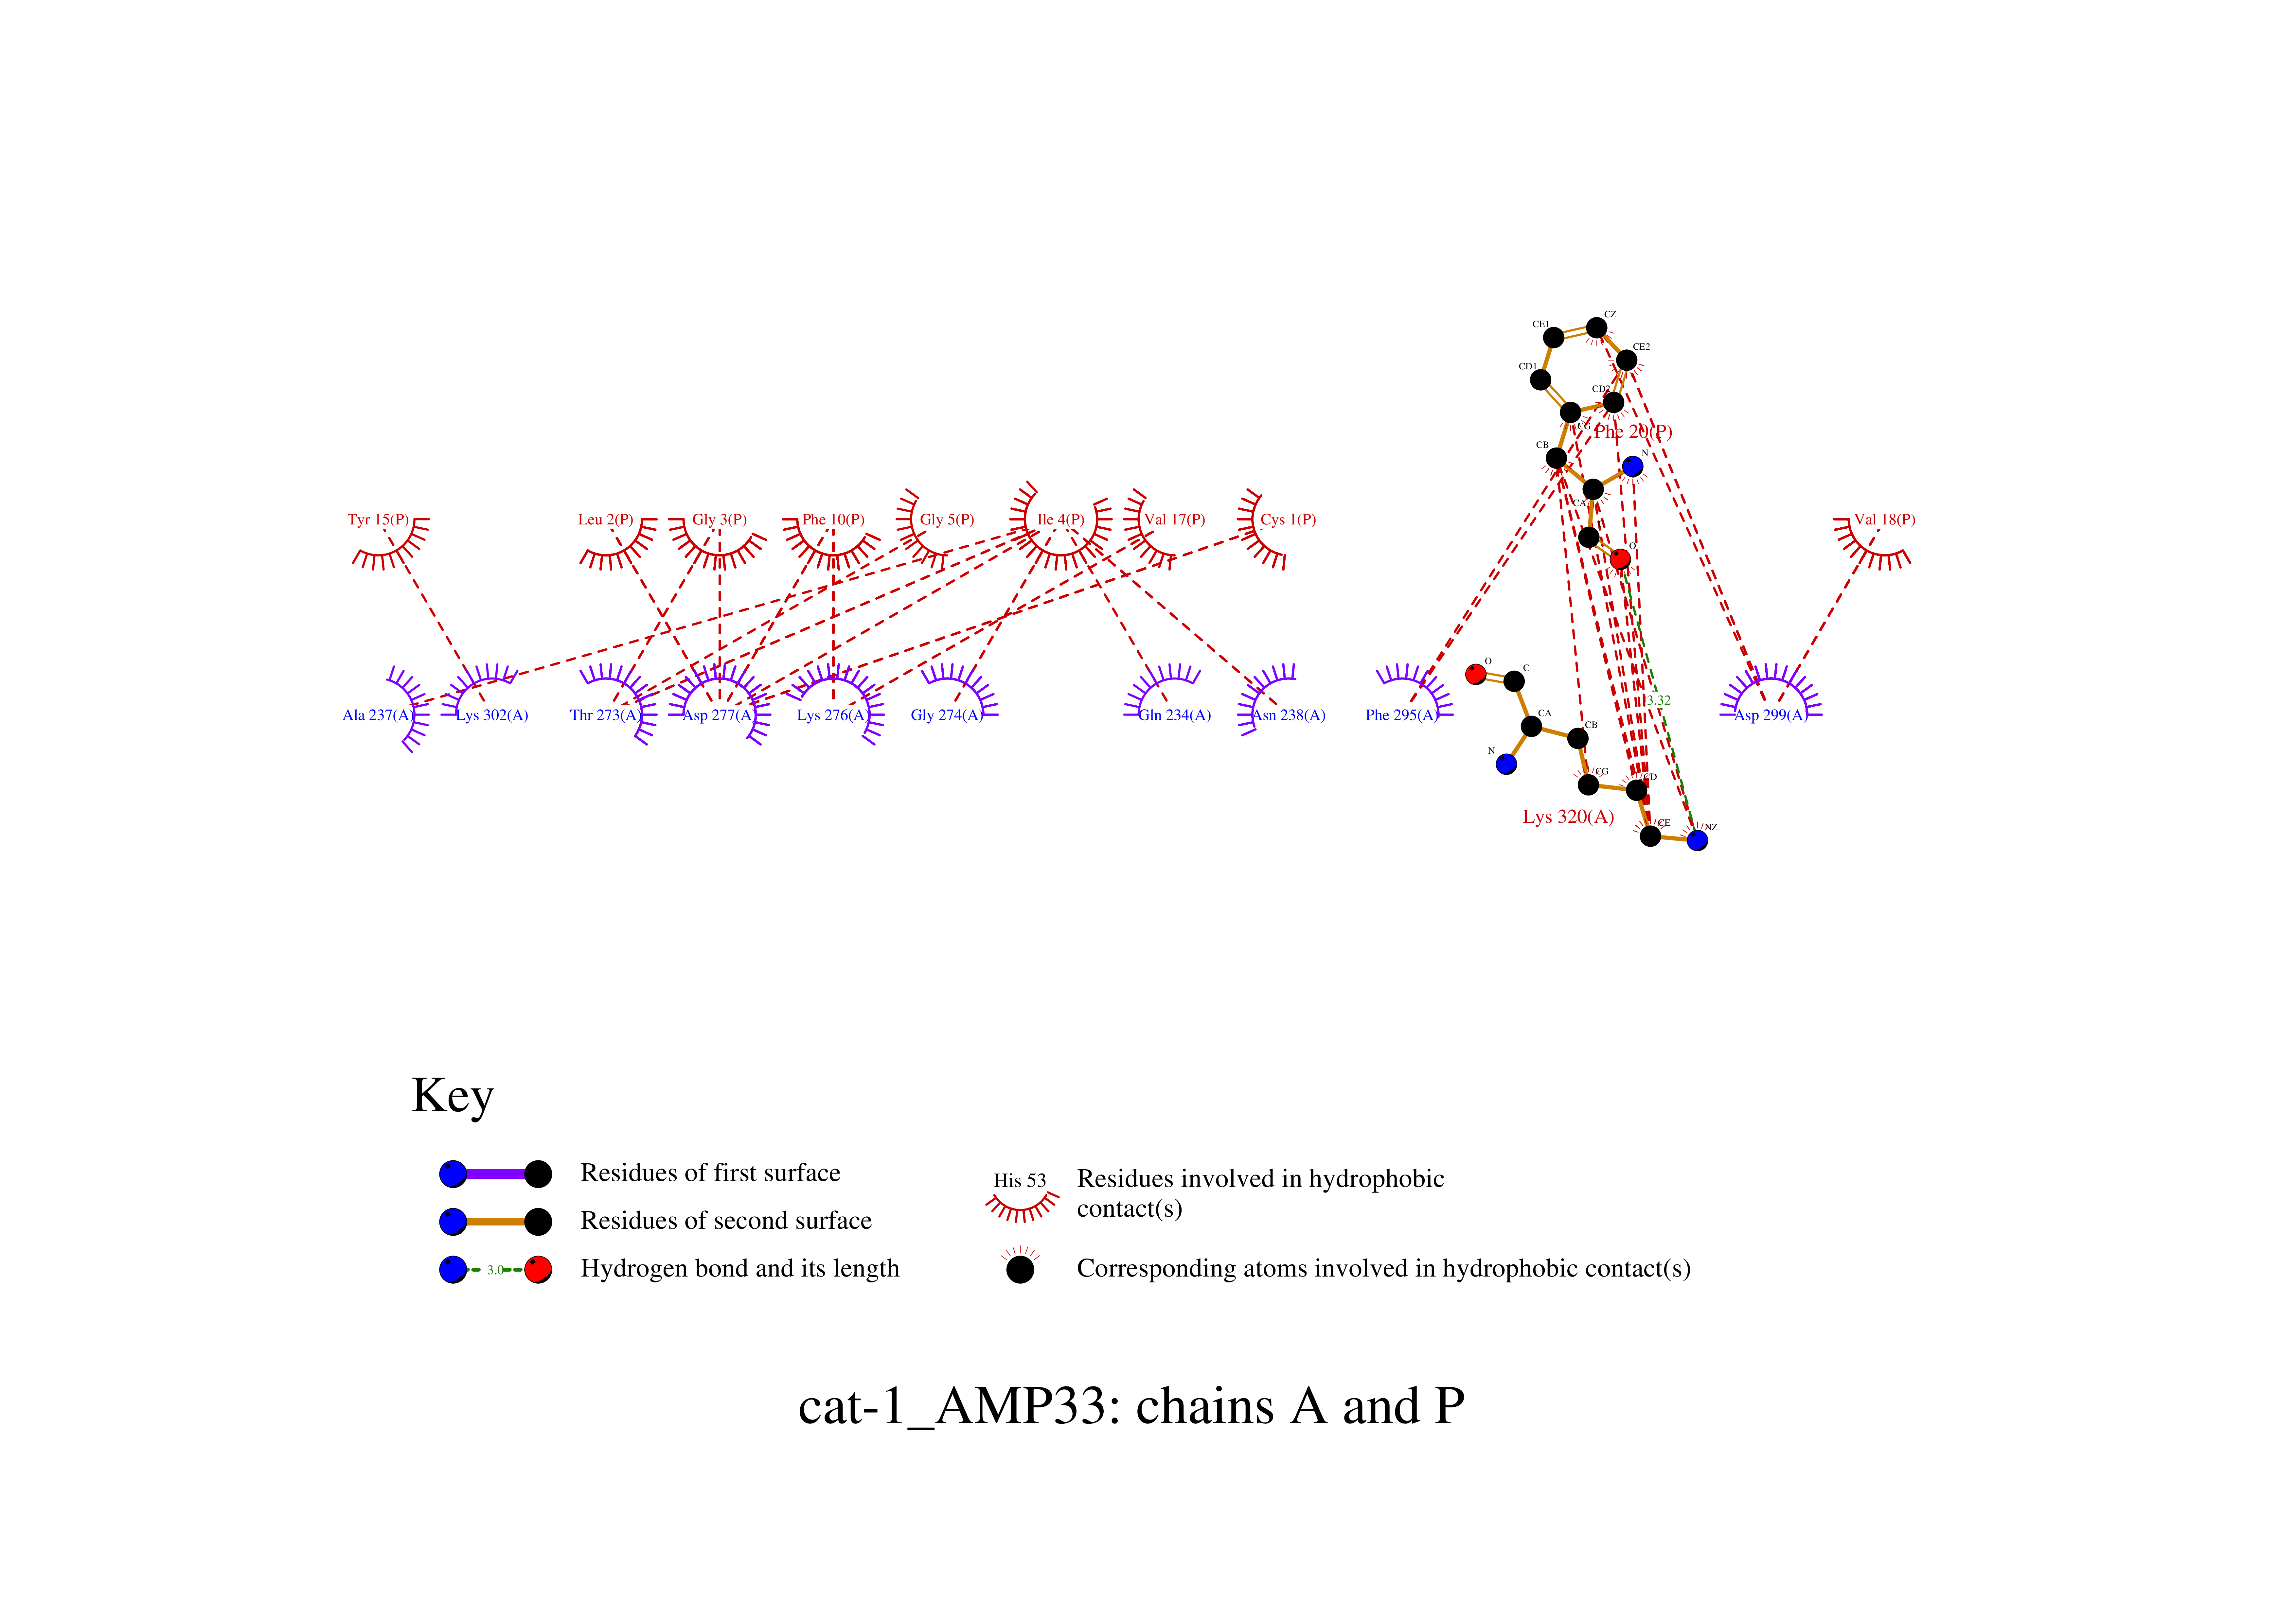 CZ
CE1
CE2
CD1
CD2
CG
Phe 20(P)
CB
N
CA
O
Tyr 15(P) Leu 2(P) Gly 3(P) Phe 10(P) Gly 5(P) Ile 4(P) Val 17(P) Cys 1(P) Val 18(P)
O C
3.32
Ala 237(A) Lys 302(A) Thr 273(A) Asp 277(A) Lys 276(A) Gly 274(A) Gln 234(A) Asn 238(A) Phe 295(A) Asp 299(A)
CA CB
N
CG CD
Lys 320(A)
CE NZ
Key
Residues of first surface
Residues of second surface
3.0 Hydrogen bond and its length
His 53 Residues involved in hydrophobic
contact(s)
Corresponding atoms involved in hydrophobic contact(s)
cat-1_AMP33: chains A and P